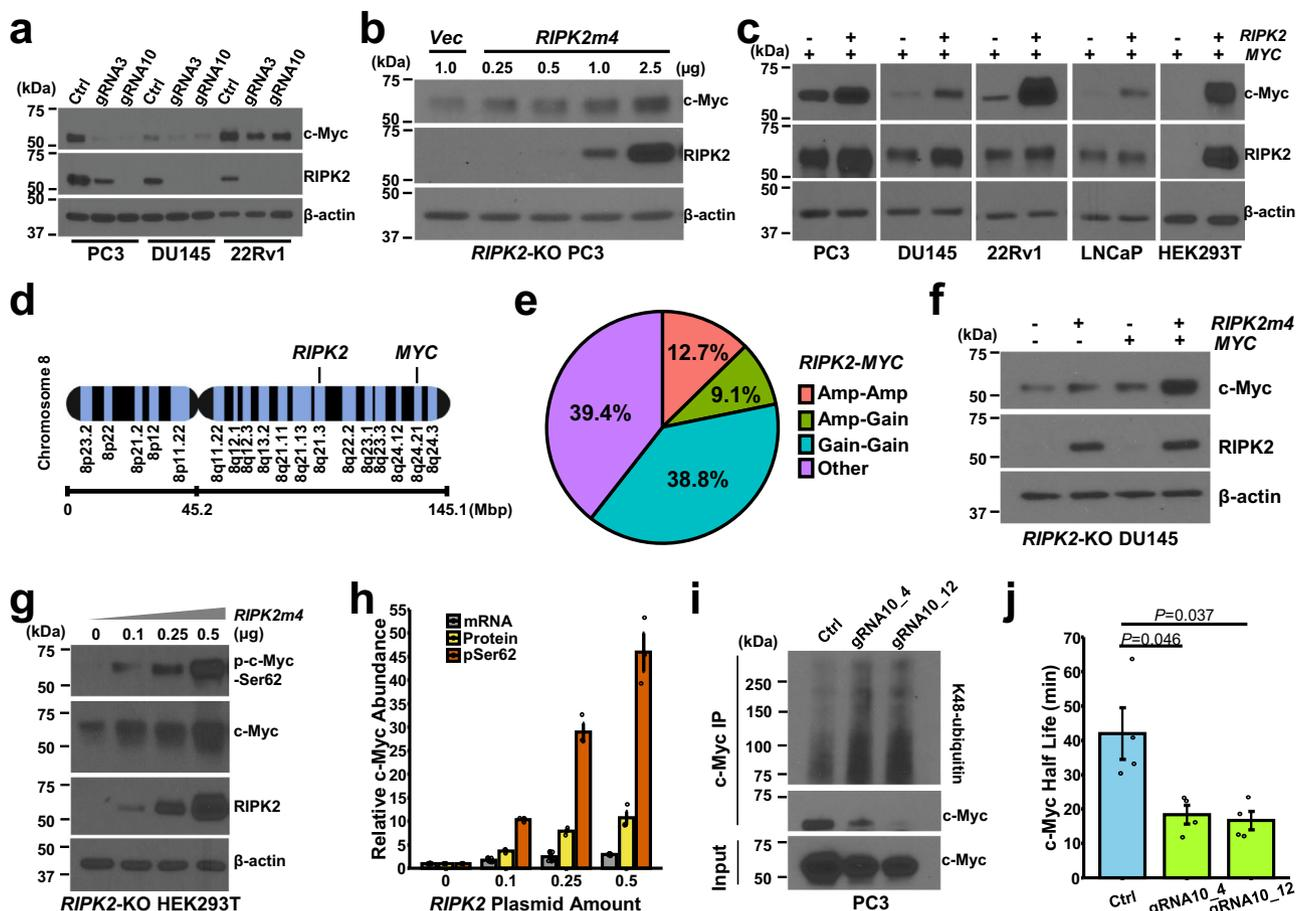 a
(kDa)
Ctrl gRNA3 gRNA10 Ctrl gRNA3 gRNA10 Ctrl gRNA3 gRNA10
75
50
c-Myc
75
50
RIPK2
50
37
β-actin
PC3 DU145 22Rv1
b
Vec RIPK2m4
(kDa) 1.0 0.25 0.5 1.0 2.5 (µg)
75
50
c-Myc
75
50
RIPK2
50
37
β-actin
RIPK2-KO PC3
c
- + - + - + - + - + RIPK2
(kDa) + + + + + + + + + + MYC
75
50
c-Myc
75
50
RIPK2
50
37
β-actin
PC3 DU145 22Rv1 LNCaP HEK293T
d
Chromosome 8
RIPK2 MYC
8p23.2 8p22 8p21.2 8p12 8p11.22 8q11.22 8q12.1 8q12.3 8q13.2 8q21.11 8q21.13 8q21.3 8q22.2 8q23.1 8q23.3 8q24.12 8q24.21 8q24.3
0 45.2 145.1 (Mbp)
e
12.7%
9.1%
38.8%
39.4%
RIPK2-MYC
Amp-Amp
Amp-Gain
Gain-Gain
Other
f
- + - + RIPK2m4
(kDa) - - + + MYC
75
50
c-Myc
75
50
RIPK2
37
β-actin
RIPK2-KO DU145
g
RIPK2m4
(kDa) 0 0.1 0.25 0.5 (µg)
75
50
p-c-Myc
-Ser62
75
50
c-Myc
75
50
RIPK2
50
37
β-actin
RIPK2-KO HEK293T
h
Relative c-Myc Abundance
55
50
45
40
35
30
25
20
15
10
5
0
mRNA
Protein
pSer62
0 0.1 0.25 0.5
RIPK2 Plasmid Amount
i
Ctrl gRNA10_4 gRNA10_12
(kDa)
c-Myc IP
250
150
100
75
K48-ubiquitin
75
c-Myc
Input
75
50
c-Myc
PC3
j
P=0.037
P=0.046
c-Myc Half Life (min)
70
60
50
40
30
20
10
0
Ctrl gRNA10_4 gRNA10_12